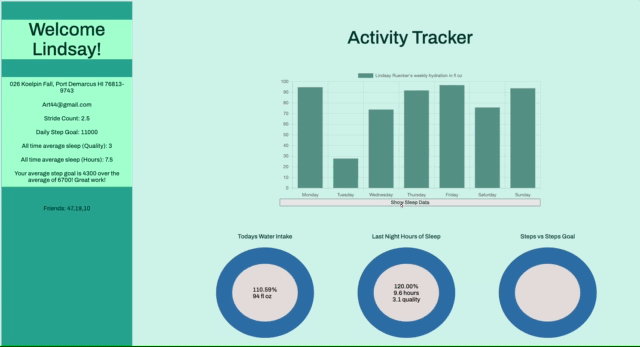 Welcome
Lindsay!
026 Koelpin Fall, Port Demarcus HI 76813-
9743
Art44@gmail.com
Stride Count: 2.5
Daily Step Goal: 11000
All time average sleep (Quality): 3
All time average sleep (Hours): 7.5
Your average step goal is 4300 over the
average of 6700! Great work!
Friends: 47,19,10
Activity Tracker
Lindsay Ruecker's weekly hydration in fl oz
100
90
80
70
60
50
40
30
20
10
0
Monday Tuesday Wednesday Thursday Friday Saturday Sunday
Show Sleep Data
Todays Water Intake
110.59%
94 fl oz
Last Night Hours of Sleep
120.00%
9.6 hours
3.1 quality
Steps vs Steps Goal